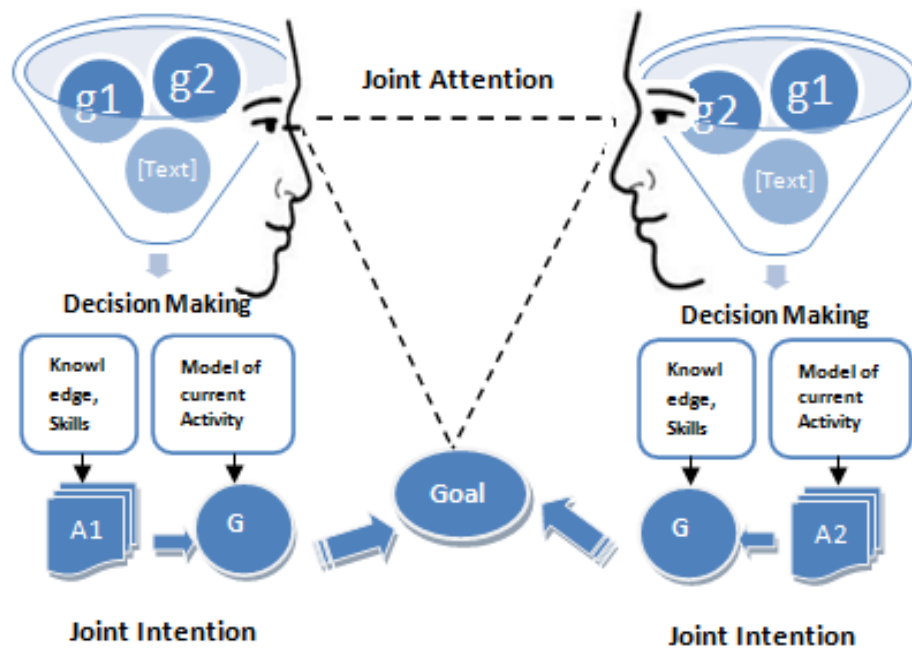 g1
g2
[Text]
Joint Attention
g2
g1
[Text]
Decision Making
Knowl
edge,
Skills
Model of
current
Activity
A1
G
Joint Intention
Goal
Decision Making
Knowl
edge,
Skills
Model of
current
Activity
G
A2
Joint Intention